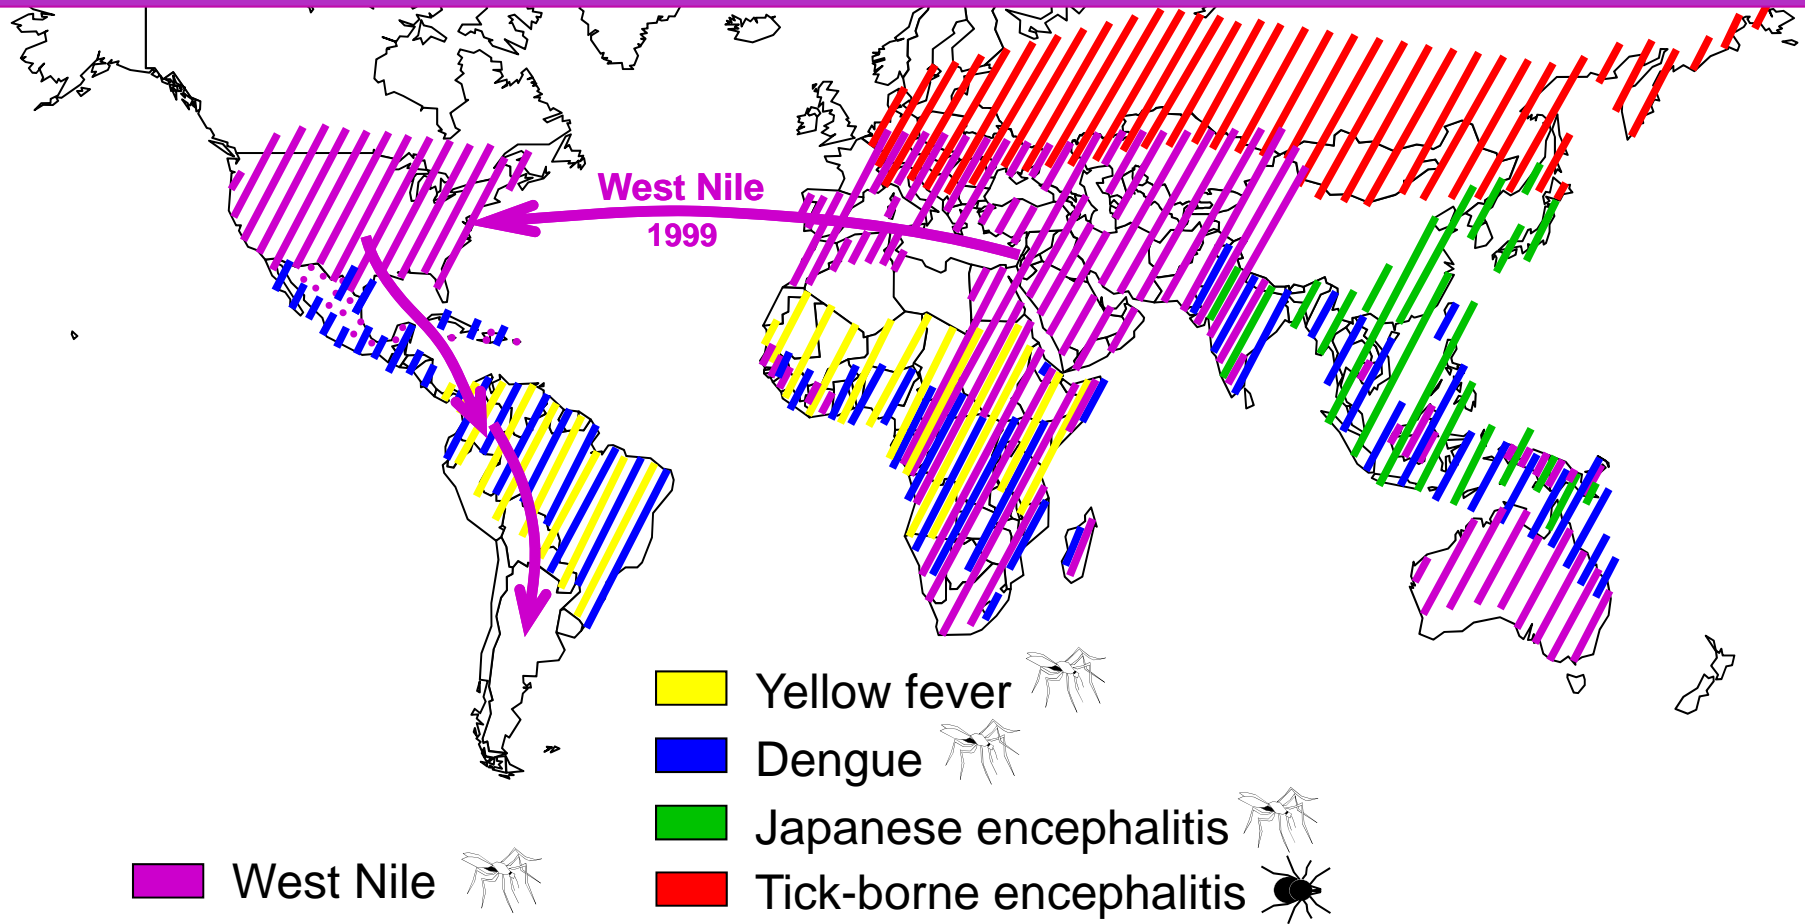 West Nile
1999
Yellow fever
Dengue
Japanese encephalitis
Tick-borne encephalitis
West Nile